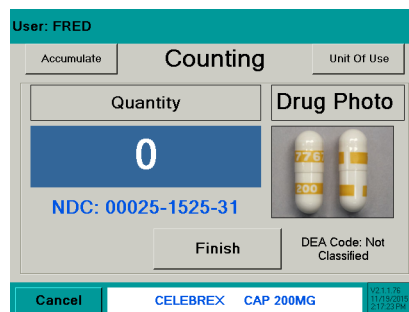 User: FRED
Accumulate
Counting
Unit Of Use
Quantity
Drug Photo
0
7767
200
NDC: 00025-1525-31
Finish
DEA Code: Not
Classified
Cancel
CELEBREX CAP 200MG
V2.1.1.76
11/18/2015
2:17:23 PM